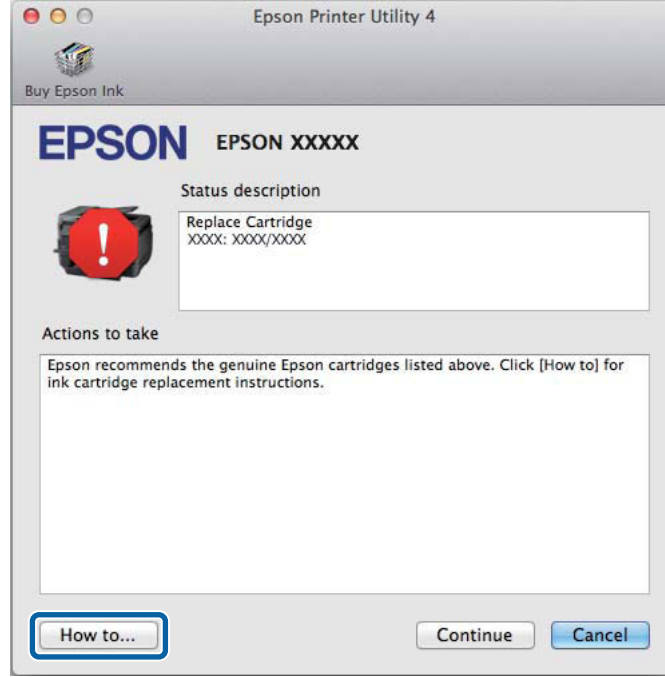 Epson Printer Utility 4
Buy Epson Ink
EPSON EPSON XXXXX
Status description
Replace Cartridge
XXXX: XXXX/XXXX
Actions to take
Epson recommends the genuine Epson cartridges listed above. Click [How to] for
ink cartridge replacement instructions.
How to... Continue Cancel